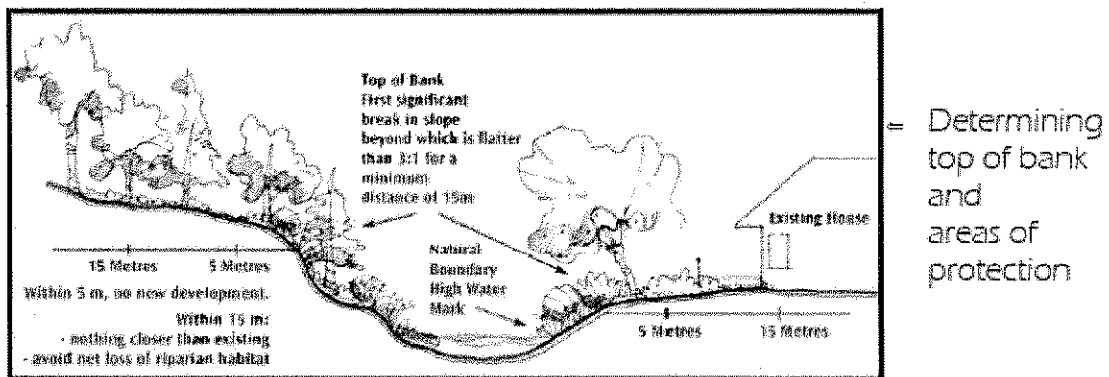 Top of Bank
First significant
break in slope
beyond which is flatter
than 3:1 for a
minimum
distance of 15m
Existing House
Natural
Boundary
High Water
Mark
15 Metres 5 Metres
Within 5 m, no new development.
Within 15 m:
- nothing closer than existing
- avoid net loss of riparian habitat
5 Metres 15 Metres
= Determining
top of bank
and
areas of
protection